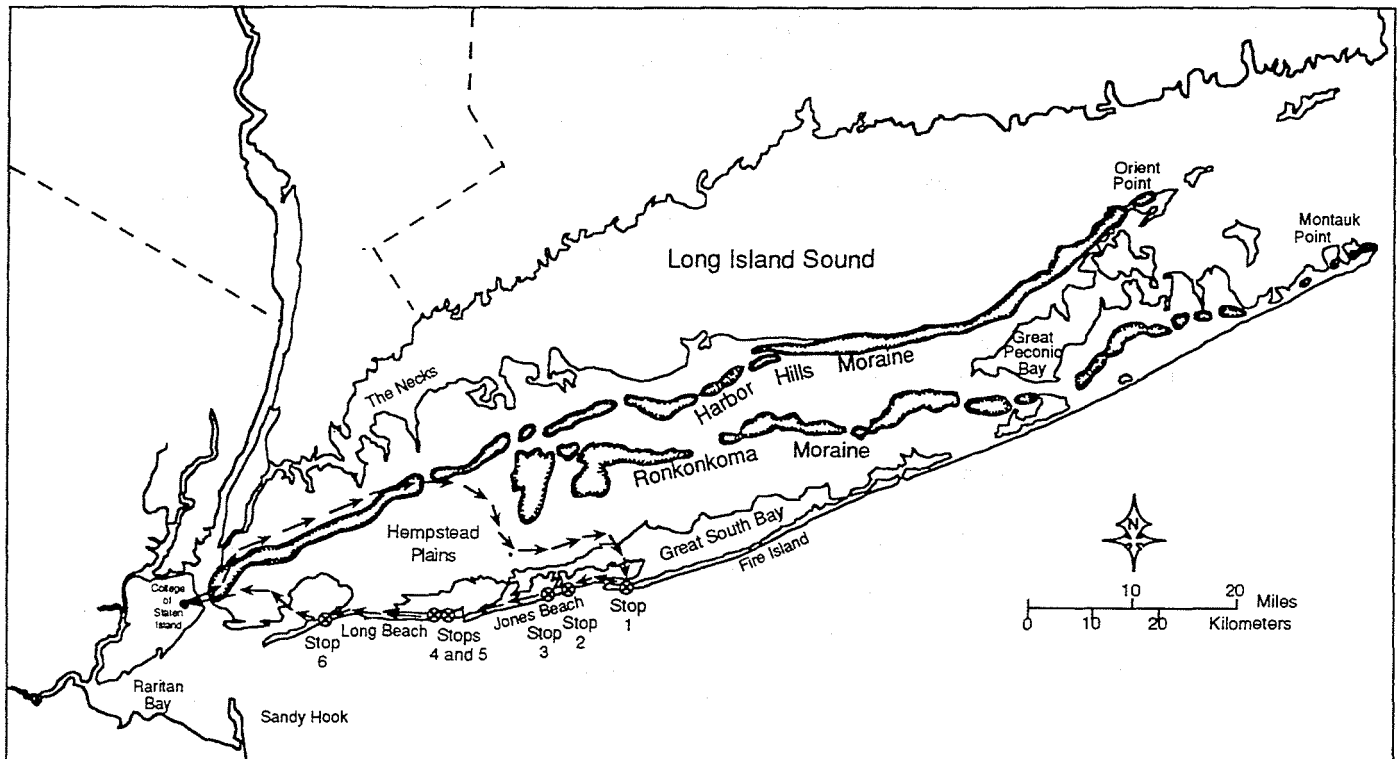 Orient
Point
Montauk
Point
Long Island Sound
Great
Peconic
Bay
The Necks
Harbor Hills Moraine
Ronkonkoma Moraine
Hempstead
Plains
Great South Bay
Fire Island
N
College
of
Staten
Island
Jones Beach
Long Beach
Stop
1
Stop
2
Stop
3
Stops
4 and 5
Stop
6
10 20
Miles
0 10 20 Kilometers
Raritan
Bay
Sandy Hook